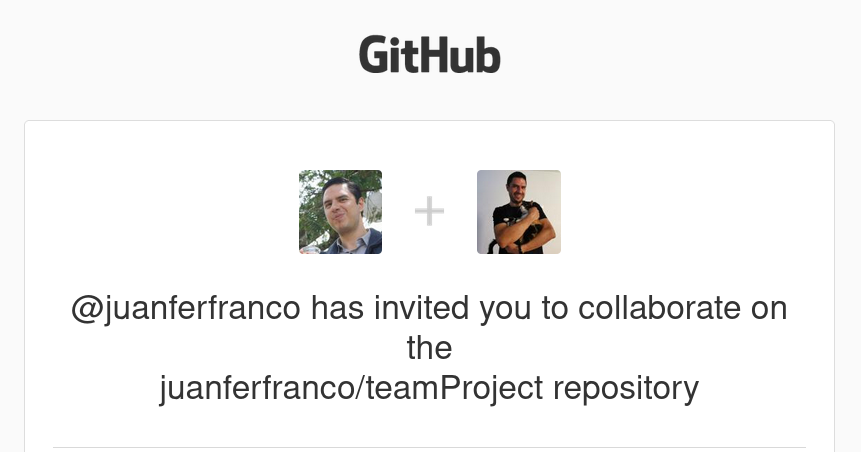 GitHub
@juanferfranco has invited you to collaborate on
the
juanferfranco/teamProject repository